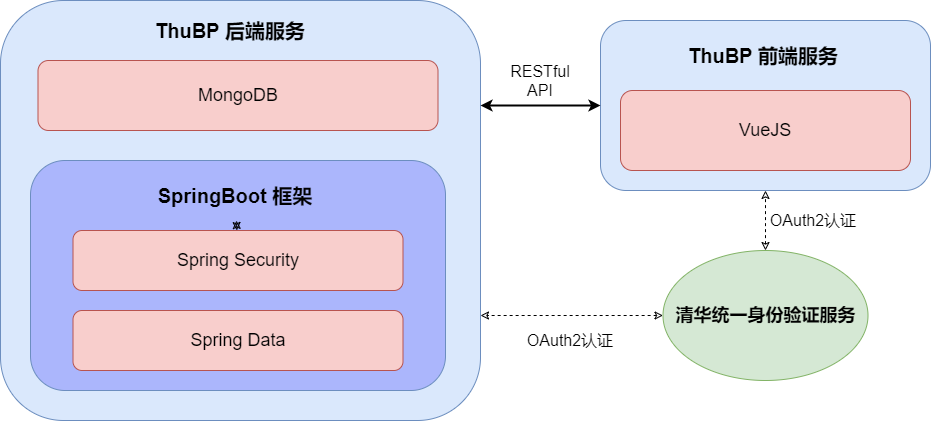 ThuBP 后端服务
MongoDB
SpringBoot 框架
Spring Security
Spring Data
RESTful
API
ThuBP 前端服务
VueJS
OAuth2认证
清华统一身份验证服务
OAuth2认证